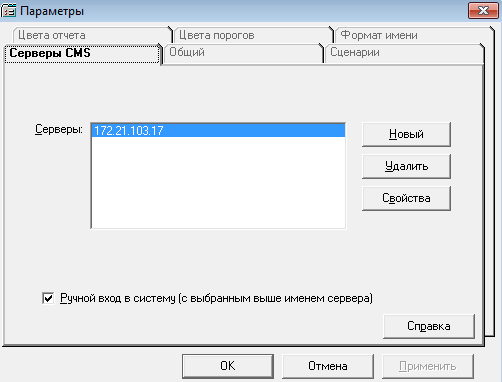 Параметры
Цвета отчета
Цвета порогов
Формат имени
Серверы CMS
Общий
Сценарии
Серверы:
172.21.103.17
Новый
Удалить
Свойства
Ручной вход в систему (с выбранным выше именем сервера)
Справка
OK
Отмена
Применить